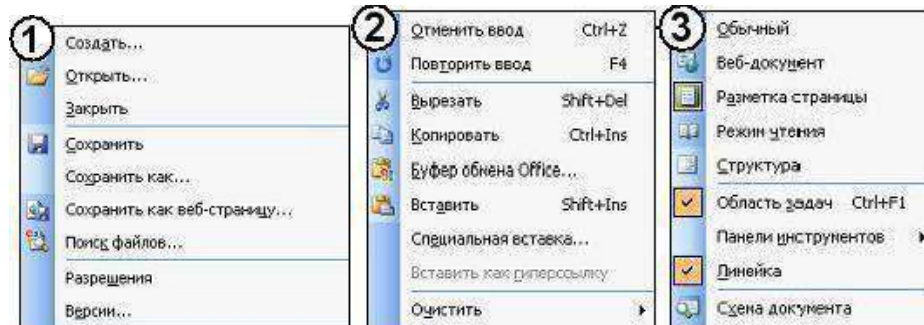 1
Создать...
Открыть...
Закрыть
Сохранить
Сохранить как...
Сохранить как веб-страницу...
Поиск файлов...
Разрешения
Версии...
2
Отменить ввод Ctrl+Z
Повторить ввод F4
Вырезать Shift+Del
Копировать Ctrl+Ins
Буфер обмена Office...
Вставить Shift+Ins
Специальная вставка...
Вставить как гиперссылку
Очистить
3
Обычный
Веб-документ
Разметка страницы
Режим чтения
Структура
Область задач Ctrl+F1
Панели инструментов
Линейка
Схема документа